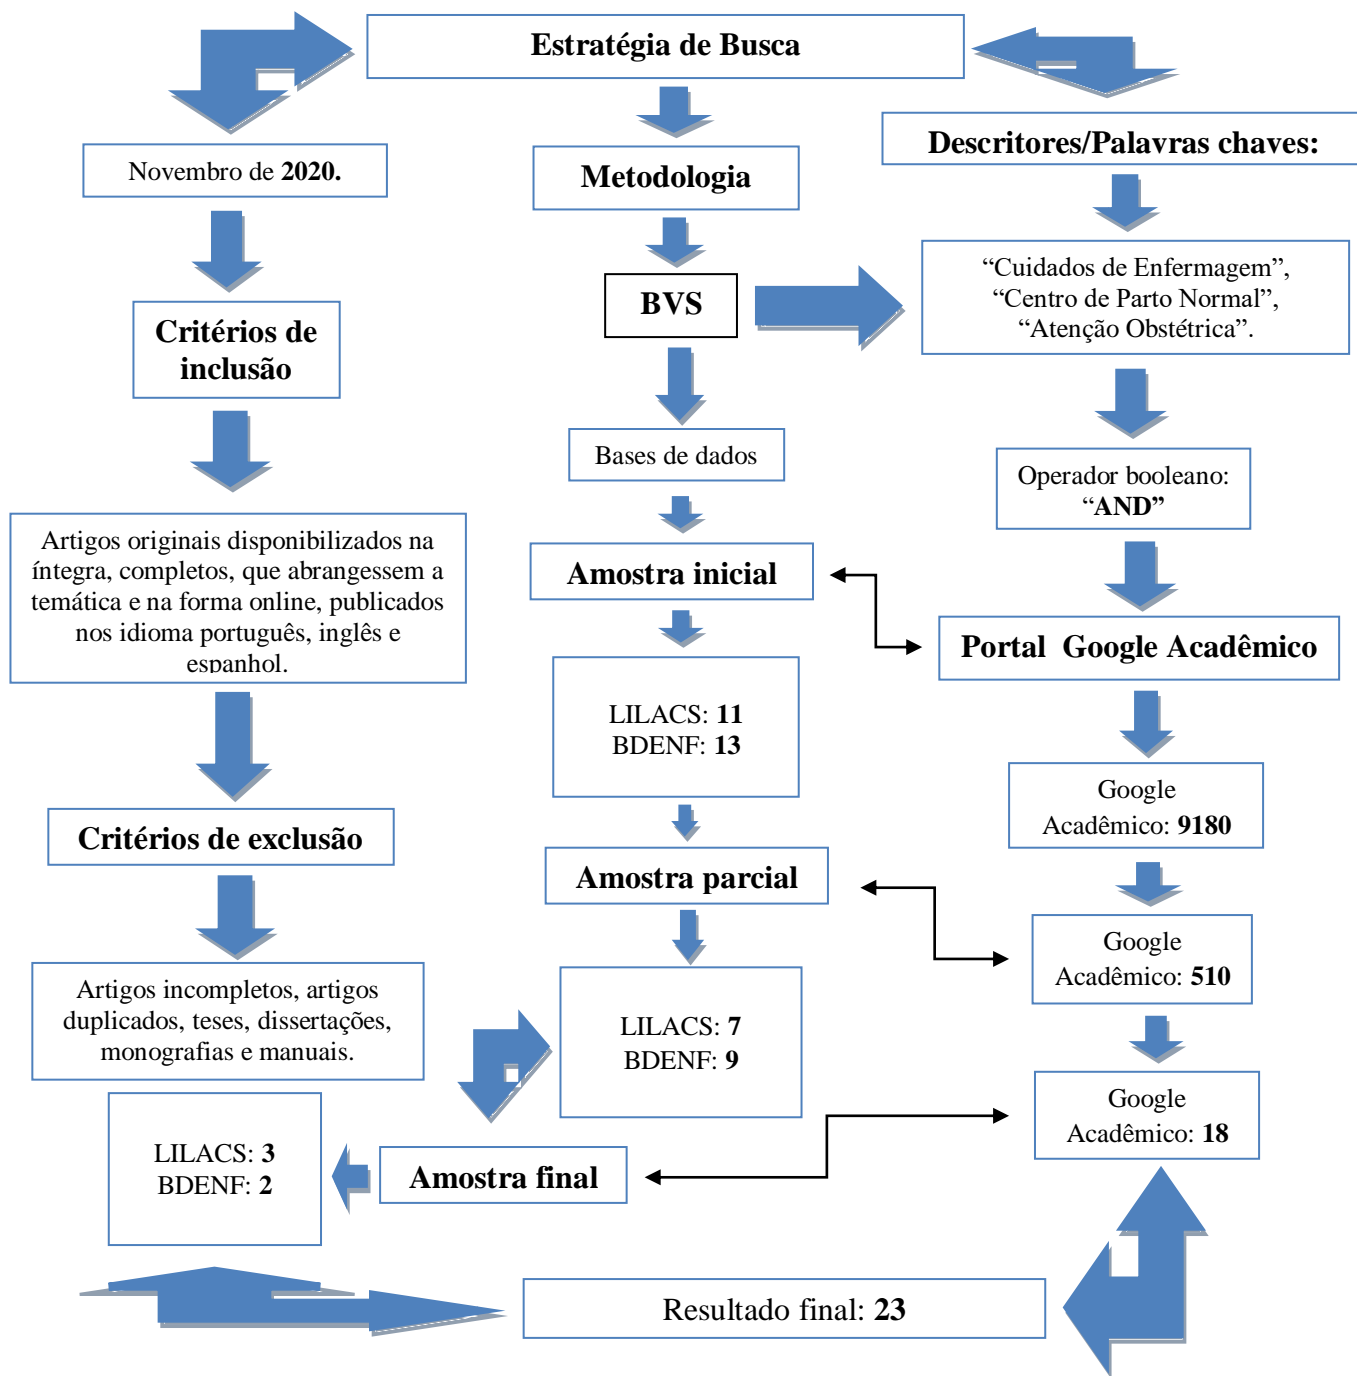 Estratégia de Busca
Novembro de 2020.
Critérios de
inclusão
Artigos originais disponibilizados na
íntegra, completos, que abrangessem a
temática e na forma online, publicados
nos idioma português, inglês e
espanhol.
Critérios de exclusão
Artigos incompletos, artigos
duplicados, teses, dissertações,
monografias e manuais.
Metodologia
BVS
Bases de dados
Amostra inicial
LILACS: 11
BDENF: 13
Amostra parcial
LILACS: 7
BDENF: 9
Amostra final
LILACS: 3
BDENF: 2
Descritores/Palavras chaves:
“Cuidados de Enfermagem”,
“Centro de Parto Normal”,
“Atenção Obstétrica”.
Operador booleano:
“AND”
Portal Google Acadêmico
Google
Acadêmico: 9180
Google
Acadêmico: 510
Google
Acadêmico: 18
Resultado final: 23